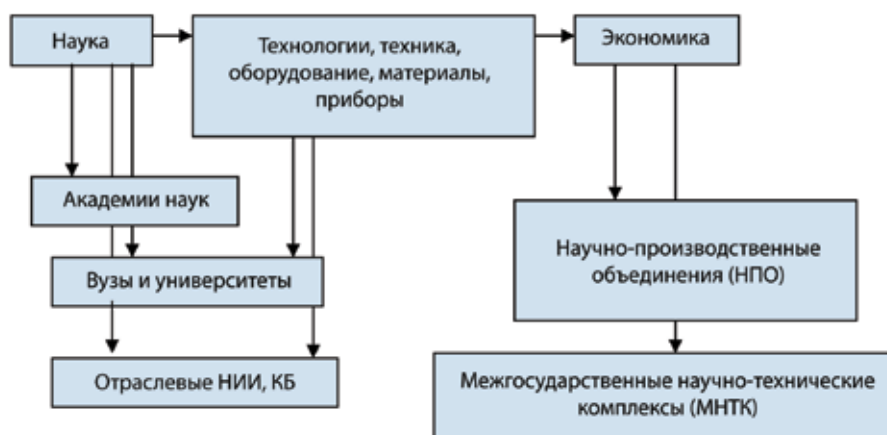 Наука
Технологии, техника,
оборудование, материалы,
приборы
Экономика
Академии наук
Вузы и университеты
Отраслевые НИИ, КБ
Научно-производственные
объединения (НПО)
Межгосударственные научно-технические
комплексы (МНТК)